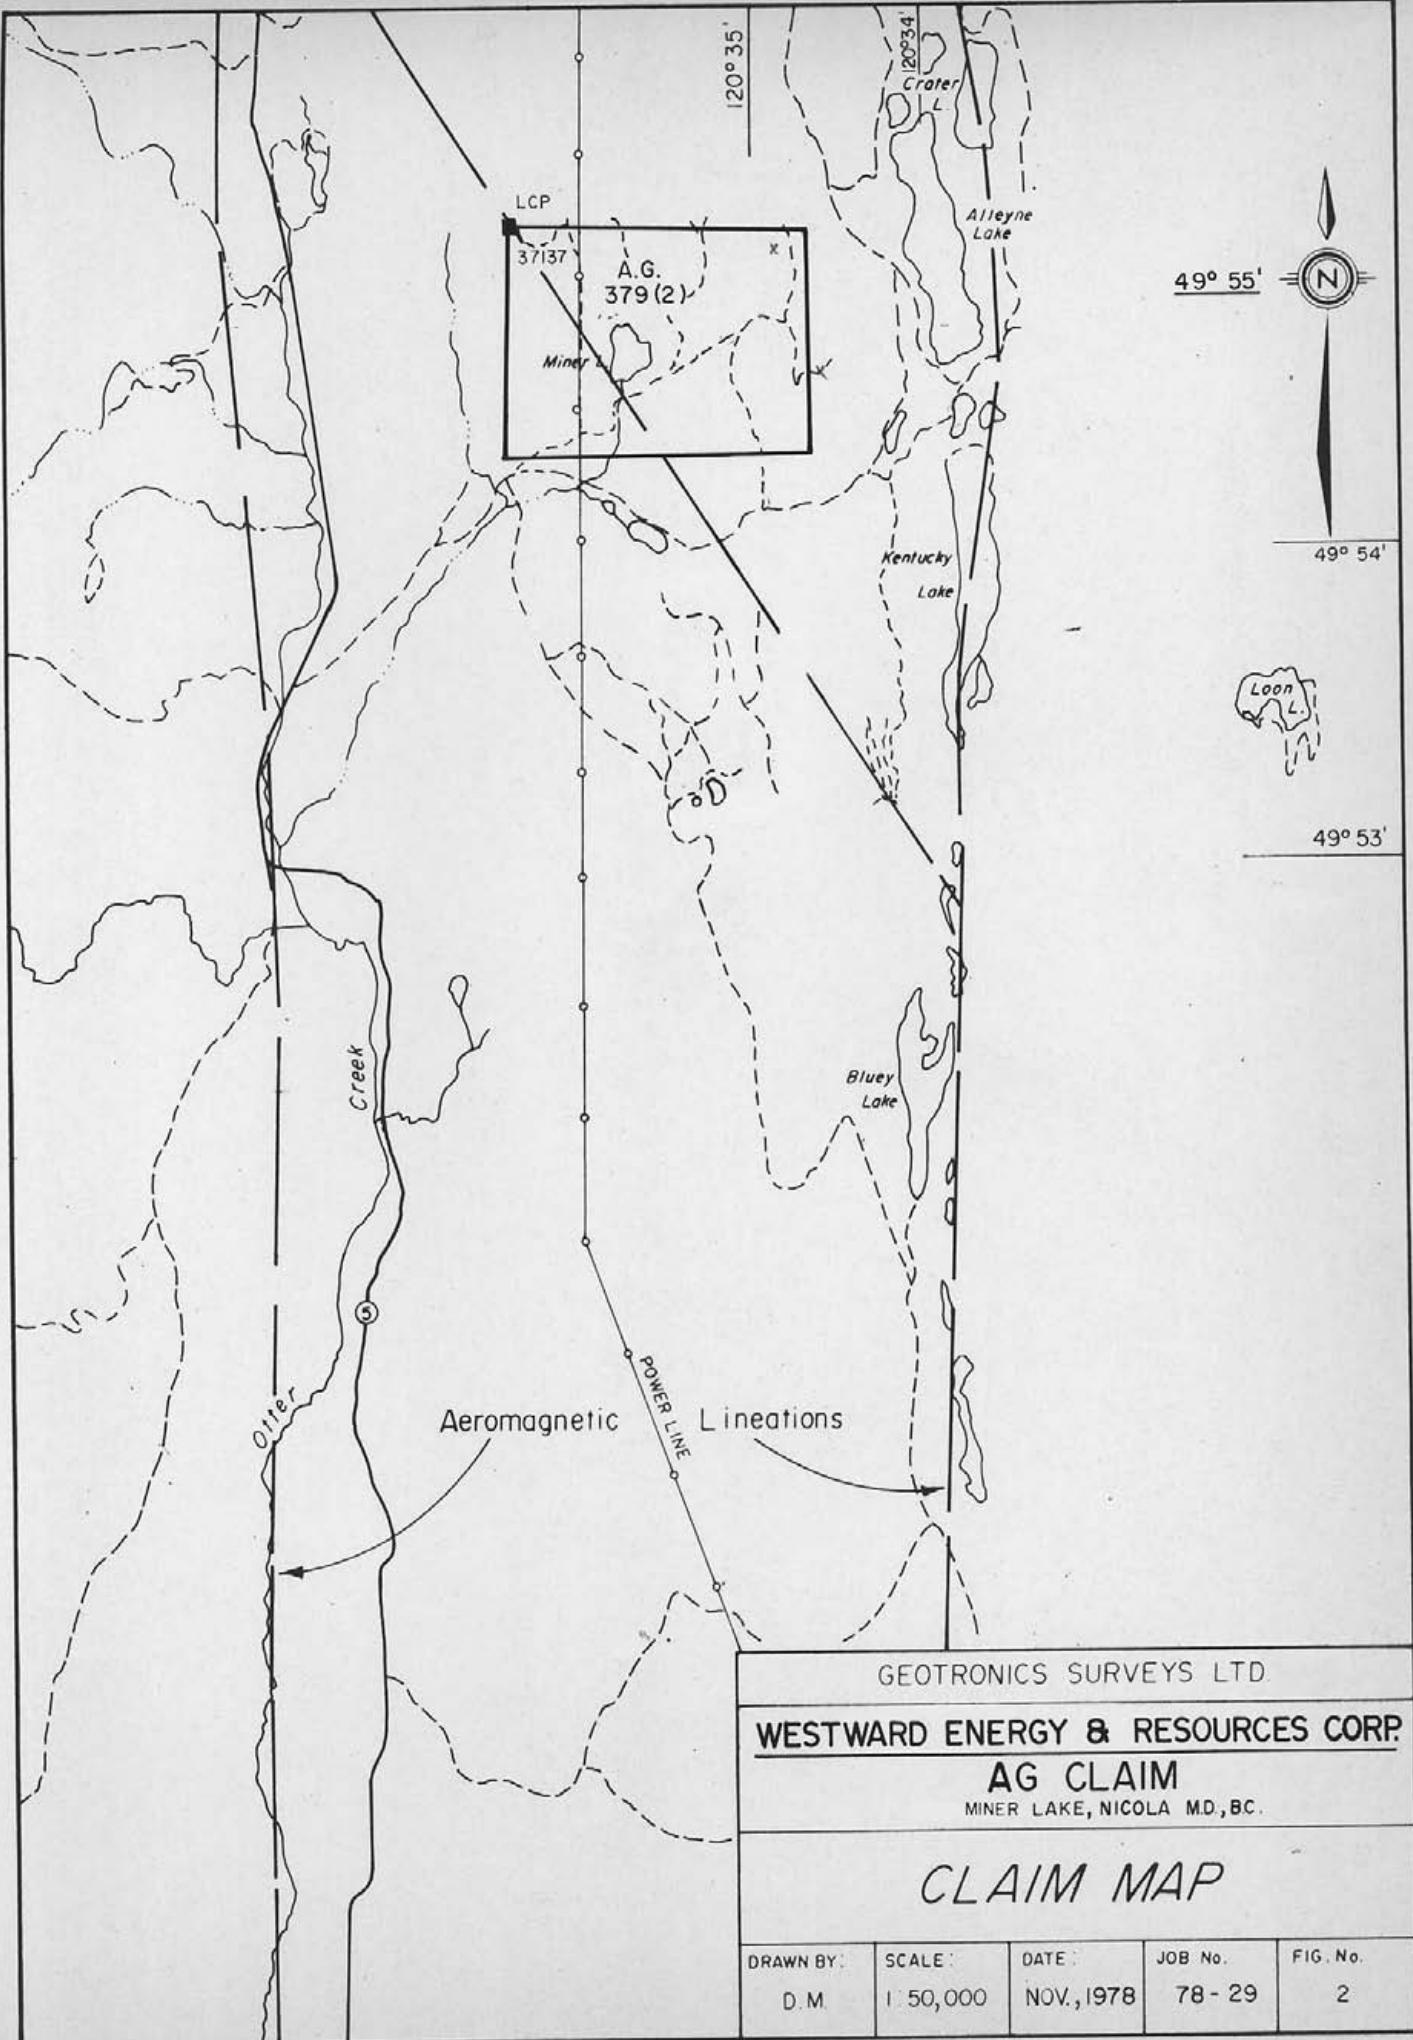 120° 35'
120° 34'
Crater
L.
LCP
Alleyne
Lake
37137
A.G.
379 (2)
49° 55'
N
Miner L.
49° 54'
Kentucky
Lake
Loon
L.
49° 53'
Creek
Bluey
Lake
5
POWER LINE
Otter
Aeromagnetic Lineations
GEOTRONICS SURVEYS LTD
WESTWARD ENERGY & RESOURCES CORP.
AG CLAIM
MINER LAKE, NICOLA M.D., B.C.
CLAIM MAP
DRAWN BY: SCALE: DATE: JOB No. FIG. No.
D.M. 1:50,000 NOV., 1978 78-29 2